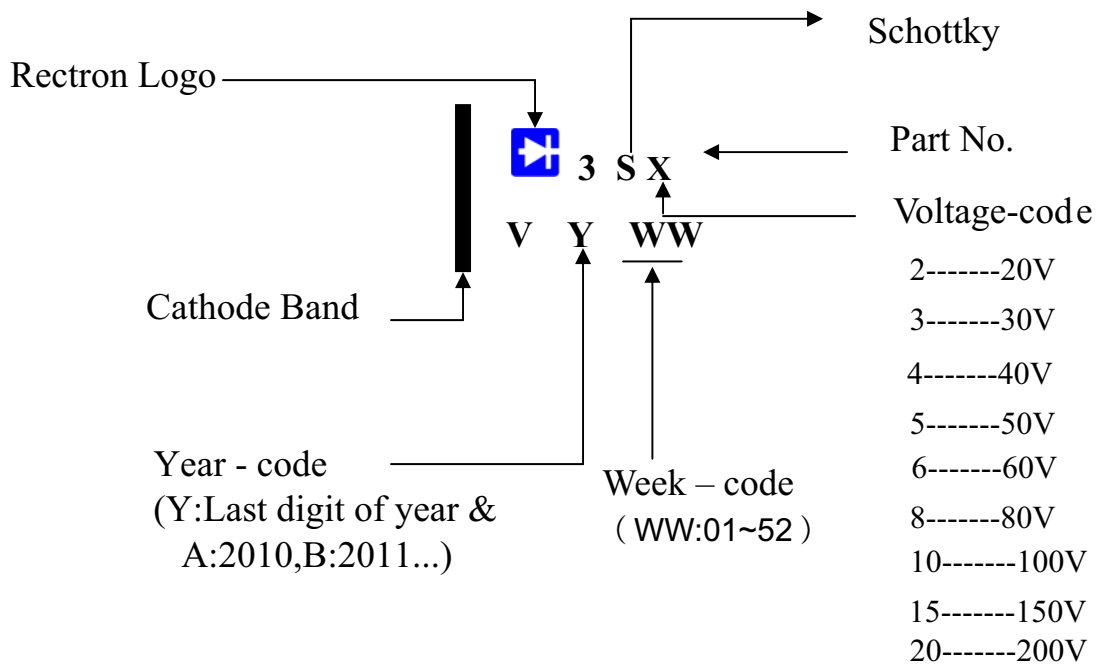 Schottky
Rectron Logo
Part No.
3 S X
Voltage-code
V Y WW
2-------20V
Cathode Band
3-------30V
4-------40V
5-------50V
Year - code
(Y:Last digit of year &
A:2010,B:2011...)
Week – code
（WW:01~52）
6-------60V
8-------80V
10-------100V
15-------150V
20-------200V